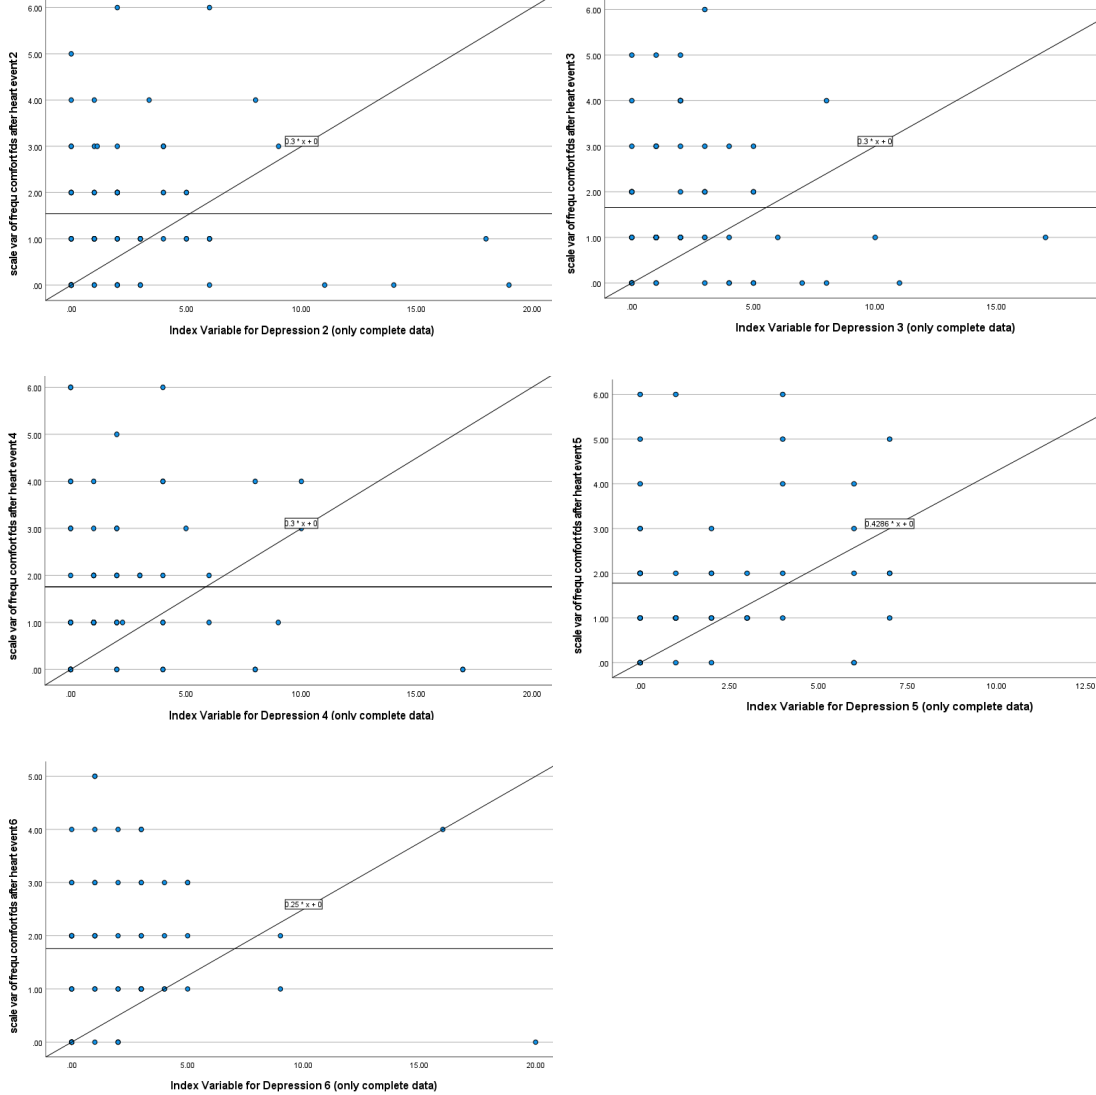 6.00
5.00
4.00
3.00
2.00
1.00
.00
scale var of frequ comfort fds after heart event 2
0.3 * x + 0
.00 5.00 10.00 15.00 20.00
Index Variable for Depression 2 (only complete data)
6.00
5.00
4.00
3.00
2.00
1.00
.00
scale var of frequ comfort fds after heart event 3
0.3 * x + 0
.00 5.00 10.00 15.00
Index Variable for Depression 3 (only complete data)
6.00
5.00
4.00
3.00
2.00
1.00
.00
scale var of frequ comfort fds after heart event 4
0.3 * x + 0
.00 5.00 10.00 15.00 20.00
Index Variable for Depression 4 (only complete data)
6.00
5.00
4.00
3.00
2.00
1.00
.00
scale var of frequ comfort fds after heart event 5
0.4286 * x + 0
.00 2.50 5.00 7.50 10.00 12.50
Index Variable for Depression 5 (only complete data)
5.00
4.00
3.00
2.00
1.00
.00
scale var of frequ comfort fds after heart event 6
0.25 * x + 0
.00 5.00 10.00 15.00 20.00
Index Variable for Depression 6 (only complete data)